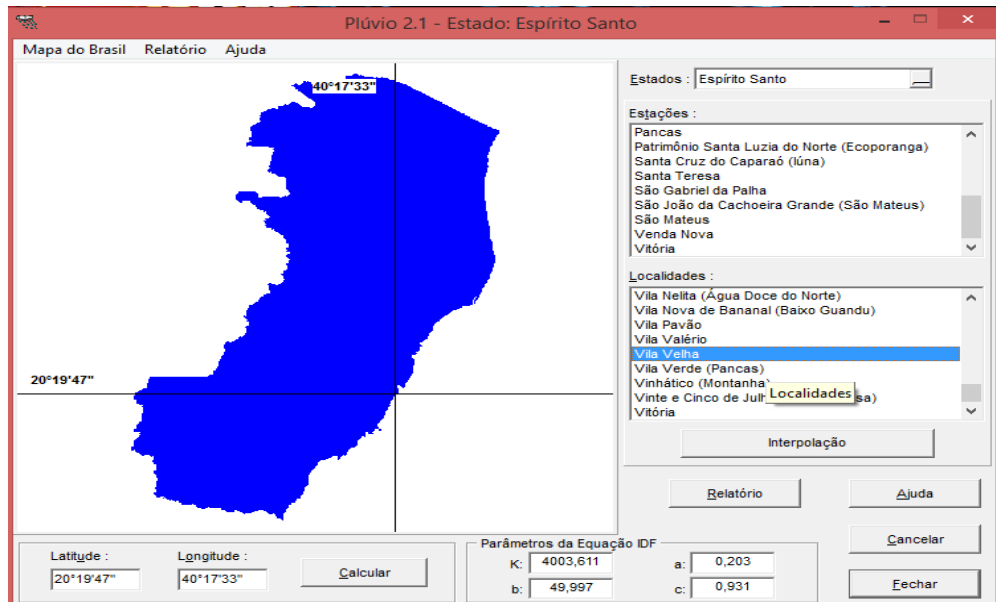 Plúvio 2.1 - Estado: Espírito Santo
Mapa do Brasil Relatório Ajuda
40°17'33"
20°19'47"
Estados : Espírito Santo
Estações :
Pancas
Patrimônio Santa Luzia do Norte (Ecoporanga)
Santa Cruz do Caparaó (Iúna)
Santa Teresa
São Gabriel da Palha
São João da Cachoeira Grande (São Mateus)
São Mateus
Venda Nova
Vitória
Localidades :
Vila Nelita (Água Doce do Norte)
Vila Nova de Bananal (Baixo Guandu)
Vila Pavão
Vila Valério
Vila Velha
Vila Verde (Pancas)
Vinhático (Montanha)
Vinte e Cinco de Julh sa)
Localidades
Vitória
Interpolação
Relatório Ajuda
Cancelar
Fechar
Latitude : Longitude :
20°19'47" 40°17'33" Calcular
Parâmetros da Equação IDF
K: 4003,611 a: 0,203
b: 49,997 c: 0,931